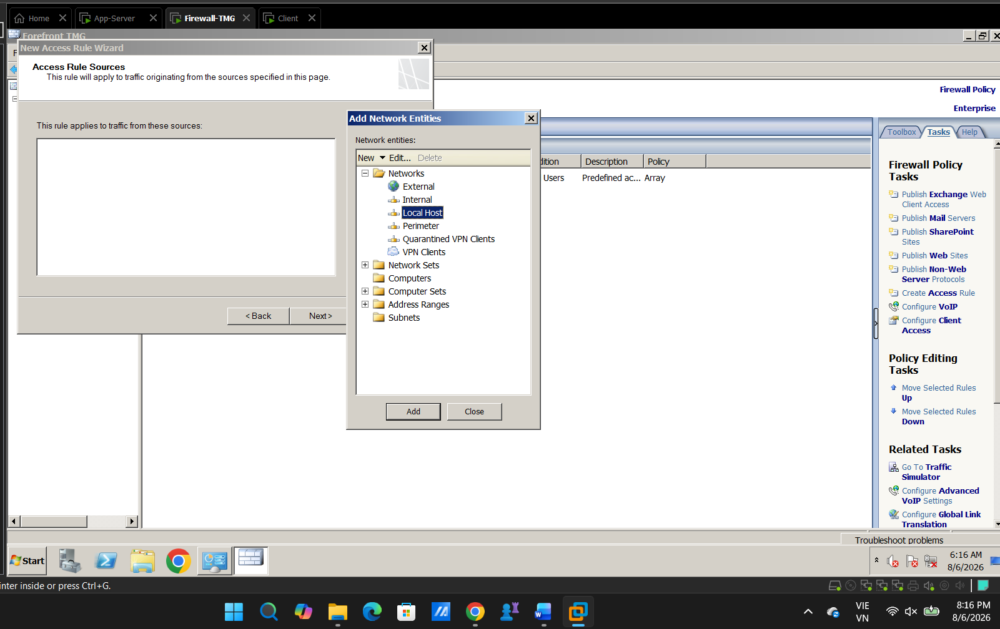 Home
App-Server
Firewall-TMG
Client
Forefront TMG
New Access Rule Wizard
Access Rule Sources
This rule will apply to traffic originating from the sources specified in this page.
This rule applies to traffic from these sources:
< Back
Next >
Add Network Entities
Network entities:
New
Edit...
Delete
Networks
External
Internal
Local Host
Perimeter
Quarantined VPN Clients
VPN Clients
Network Sets
Computers
Computer Sets
Address Ranges
Subnets
Add
Close
Description
Policy
Users
Predefined ac...
Array
Firewall Policy
Enterprise
Toolbox
Tasks
Help
Firewall Policy
Tasks
Publish Exchange Web
Client Access
Publish Mail Servers
Publish SharePoint
Sites
Publish Web Sites
Publish Non-Web
Server Protocols
Create Access Rule
Configure VoIP
Configure Client
Access
Policy Editing
Tasks
Move Selected Rules
Up
Move Selected Rules
Down
Related Tasks
Go To Traffic
Simulator
Configure Advanced
VoIP Settings
Configure Global Link
Translation
Troubleshoot problems
Start
6:16 AM
8/6/2026
inter inside or press Ctrl+G.
VIE
VN
8:16 PM
8/6/2026